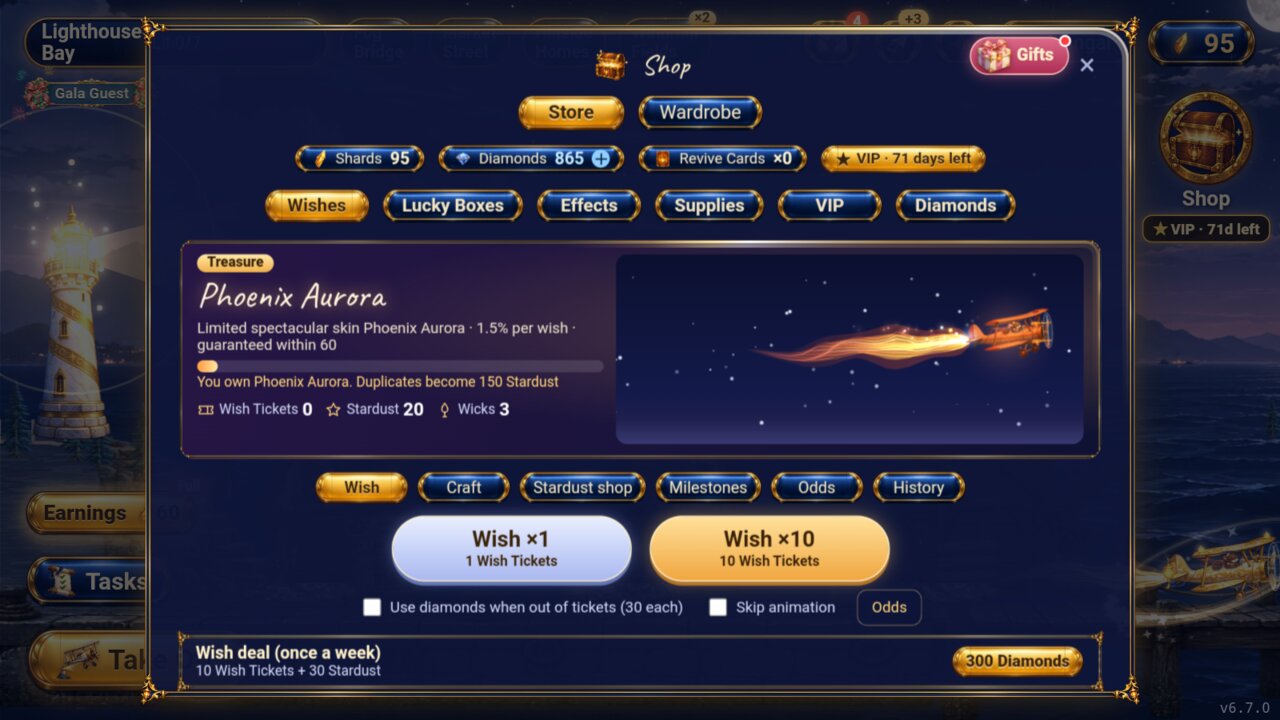 Lighthouse
Bay
Gala Guest
×2
4
+3
Shop
Gifts
95
Store
Wardrobe
Shards 95
Diamonds 865
Revive Cards ×0
★ VIP · 71 days left
Wishes
Lucky Boxes
Effects
Supplies
VIP
Diamonds
Shop
★ VIP · 71d left
Treasure
Phoenix Aurora
Limited spectacular skin Phoenix Aurora · 1.5% per wish ·
guaranteed within 60
You own Phoenix Aurora. Duplicates become 150 Stardust
Wish Tickets 0
Stardust 20
Wicks 3
Wish
Craft
Stardust shop
Milestones
Odds
History
Earnings
Wish ×1
1 Wish Tickets
Wish ×10
10 Wish Tickets
Tasks
Use diamonds when out of tickets (30 each)
Skip animation
Odds
Wish deal (once a week)
10 Wish Tickets + 30 Stardust
300 Diamonds
v6.7.0